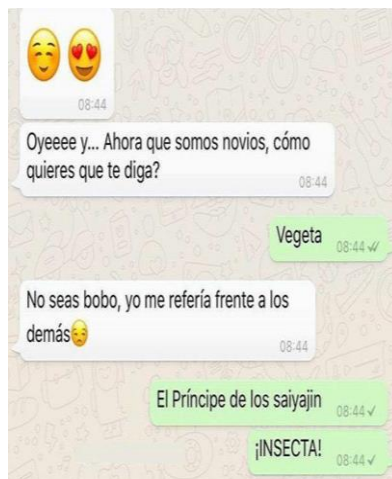 08:44
Oyeeee y... Ahora que somos novios, cómo
quieres que te diga?
08:44
Vegeta
08:44
No seas bobo, yo me refería frente a los
demás
08:44
El Príncipe de los saiyajin
08:44
¡INSECTA!
08:44